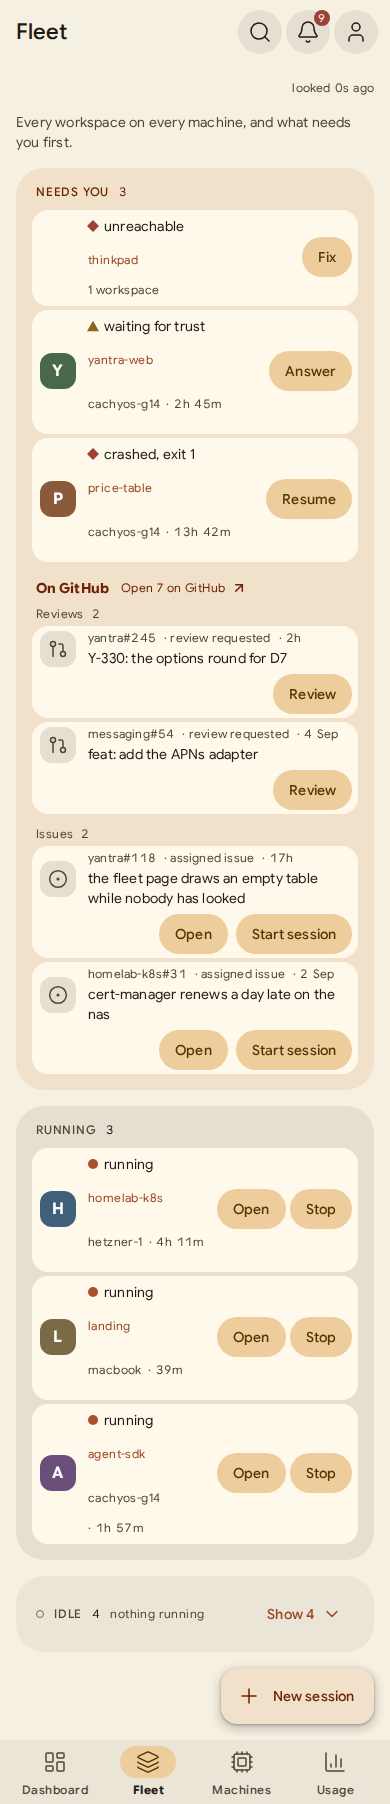 Fleet
9
looked 0s ago
Every workspace on every machine, and what needs
you first.
NEEDS YOU 3
unreachable
thinkpad
1 workspace
Fix
waiting for trust
Y
yantra-web
Answer
cachyos-g14 · 2h 45m
crashed, exit 1
P
price-table
Resume
cachyos-g14 · 13h 42m
On GitHub Open 7 on GitHub
Reviews 2
yantra#245 · review requested · 2h
Y-330: the options round for D7
Review
messaging#54 · review requested · 4 Sep
feat: add the APNs adapter
Review
Issues 2
yantra#118 · assigned issue · 17h
the fleet page draws an empty table
while nobody has looked
Open Start session
homelab-k8s#31 · assigned issue · 2 Sep
cert-manager renews a day late on the
nas
Open Start session
RUNNING 3
running
H
homelab-k8s
Open Stop
hetzner-1 · 4h 11m
running
L
landing
Open Stop
macbook · 39m
running
A
agent-sdk
Open Stop
cachyos-g14
· 1h 57m
IDLE 4 nothing running Show 4
New session
Dashboard Fleet Machines Usage